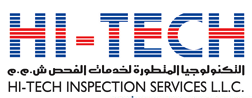 HI-TECH
التكنولوجيا المتطورة لخدمات الفحص ش.م.م
HI-TECH INSPECTION SERVICES L.L.C.